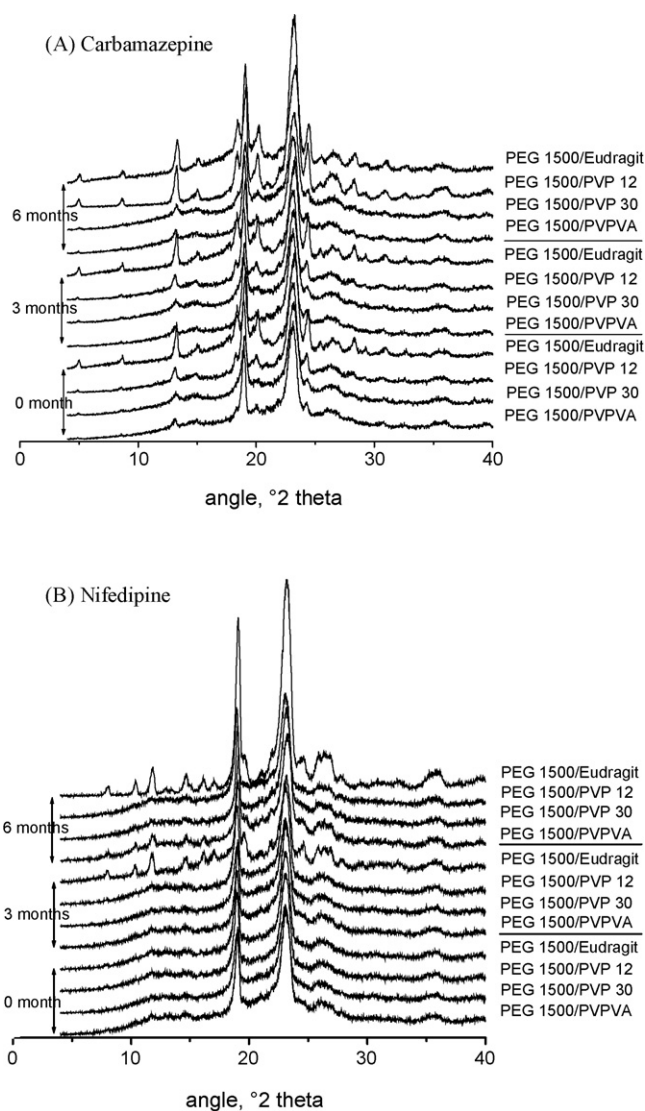 (A) Carbamazepine
PEG 1500/Eudragit
PEG 1500/PVP 12
PEG 1500/PVP 30
PEG 1500/PVPVA
PEG 1500/Eudragit
PEG 1500/PVP 12
PEG 1500/PVP 30
PEG 1500/PVPVA
PEG 1500/Eudragit
PEG 1500/PVP 12
PEG 1500/PVP 30
PEG 1500/PVPVA
6 months
3 months
0 month
0 10 20 30 40
angle, °2 theta
(B) Nifedipine
PEG 1500/Eudragit
PEG 1500/PVP 12
PEG 1500/PVP 30
PEG 1500/PVPVA
PEG 1500/Eudragit
PEG 1500/PVP 12
PEG 1500/PVP 30
PEG 1500/PVPVA
PEG 1500/Eudragit
PEG 1500/PVP 12
PEG 1500/PVP 30
PEG 1500/PVPVA
6 months
3 months
0 month
0 10 20 30 40
angle, °2 theta